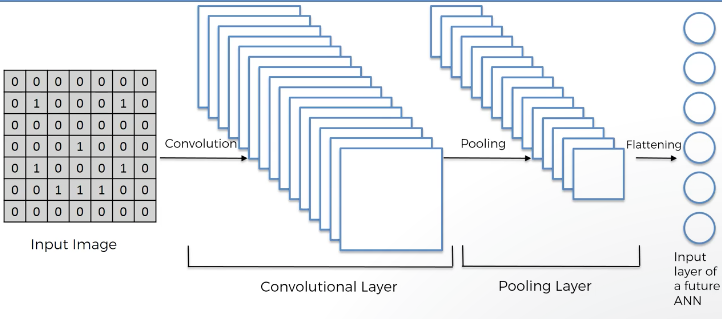 0 0 0 0 0 0 0
0 1 0 0 0 1 0
0 0 0 0 0 0 0
0 0 0 1 0 0 0
0 1 0 0 0 1 0
0 0 1 1 1 0 0
0 0 0 0 0 0 0
Input Image
Convolution
Convolutional Layer
Pooling
Pooling Layer
Flattening
Input
layer of
a future
ANN